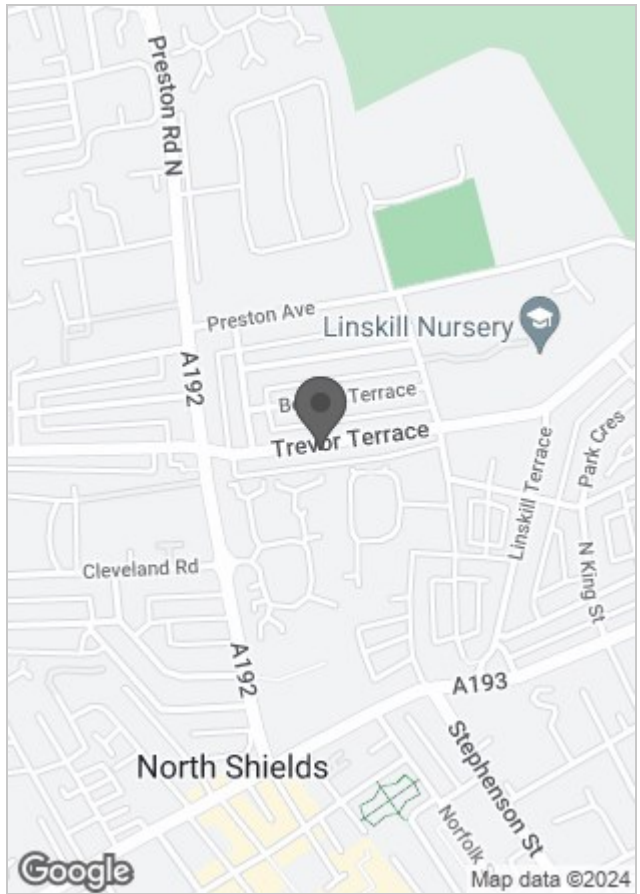 Preston Rd N
Preston Ave
Linskill Nursery
A192
Terrace
Trevor Terrace
Park Cres
Linskill Terrace
N King St
Cleveland Rd
A192
A193
North Shields
Stephenson St
Norfolk
Google
Map data ©2024